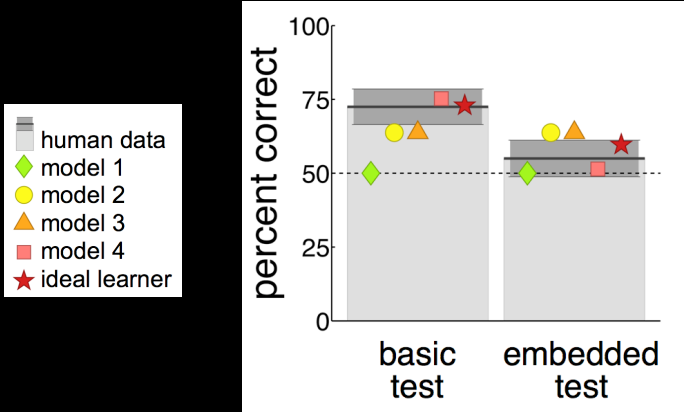 human data
model 1
model 2
model 3
model 4
ideal learner
percent correct
100
75
50
25
0
basic
test
embedded
test